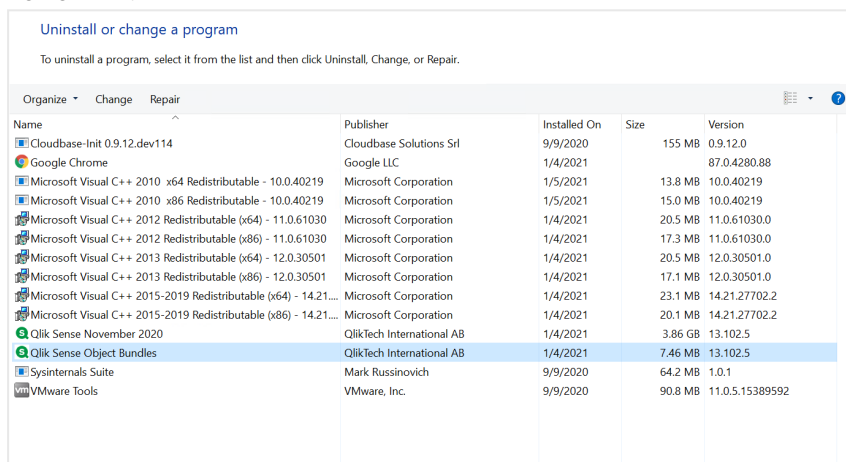 Uninstall or change a program
To uninstall a program, select it from the list and then click Uninstall, Change, or Repair.
Organize Change Repair
Name Publisher Installed On Size Version
Cloudbase-Init 0.9.12.dev114 Cloudbase Solutions Srl 9/9/2020 155 MB 0.9.12.0
Google Chrome Google LLC 1/4/2021 87.0.4280.88
Microsoft Visual C++ 2010 x64 Redistributable - 10.0.40219 Microsoft Corporation 1/5/2021 13.8 MB 10.0.40219
Microsoft Visual C++ 2010 x86 Redistributable - 10.0.40219 Microsoft Corporation 1/5/2021 15.0 MB 10.0.40219
Microsoft Visual C++ 2012 Redistributable (x64) - 11.0.61030 Microsoft Corporation 1/4/2021 20.5 MB 11.0.61030.0
Microsoft Visual C++ 2012 Redistributable (x86) - 11.0.61030 Microsoft Corporation 1/4/2021 17.3 MB 11.0.61030.0
Microsoft Visual C++ 2013 Redistributable (x64) - 12.0.30501 Microsoft Corporation 1/4/2021 20.5 MB 12.0.30501.0
Microsoft Visual C++ 2013 Redistributable (x86) - 12.0.30501 Microsoft Corporation 1/4/2021 17.1 MB 12.0.30501.0
Microsoft Visual C++ 2015-2019 Redistributable (x64) - 14.21.... Microsoft Corporation 1/4/2021 23.1 MB 14.21.27702.2
Microsoft Visual C++ 2015-2019 Redistributable (x86) - 14.21.... Microsoft Corporation 1/4/2021 20.1 MB 14.21.27702.2
Qlik Sense November 2020 QlikTech International AB 1/4/2021 3.86 GB 13.102.5
Qlik Sense Object Bundles QlikTech International AB 1/4/2021 7.46 MB 13.102.5
Sysinternals Suite Mark Russinovich 9/9/2020 64.2 MB 1.0.1
vm VMware Tools VMware, Inc. 9/9/2020 90.8 MB 11.0.5.15389592